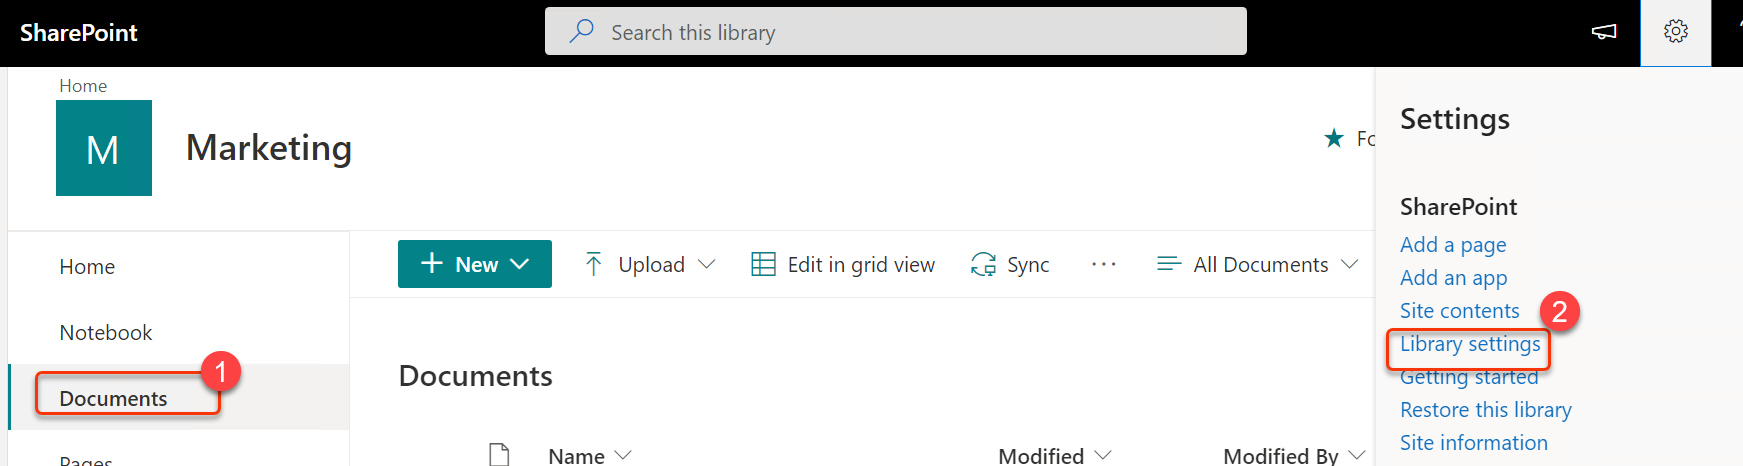 SharePoint
Search this library
Home
M
Marketing
Home
Notebook
1
Documents
New
Upload
Edit in grid view
Sync
All Documents
Documents
Name
Modified
Modified By
Settings
SharePoint
Add a page
Add an app
Site contents
2
Library settings
Getting started
Restore this library
Site information